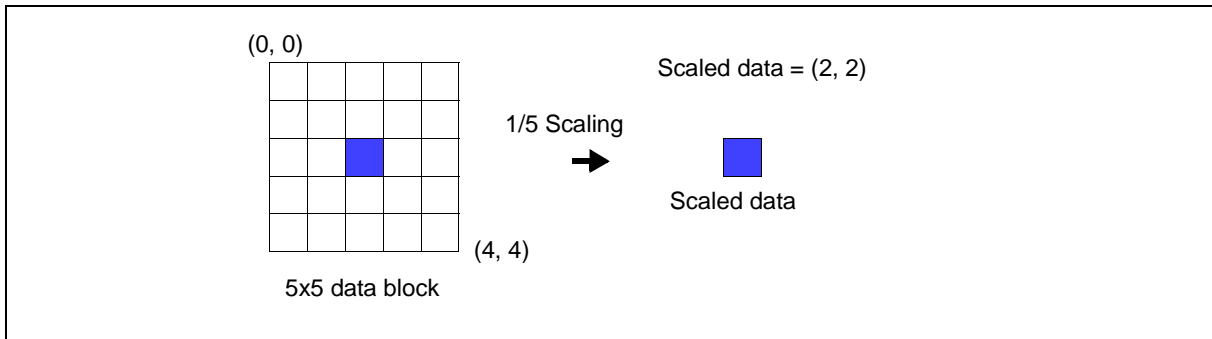 (0, 0)
Scaled data = (2, 2)
1/5 Scaling
Scaled data
(4, 4)
5x5 data block